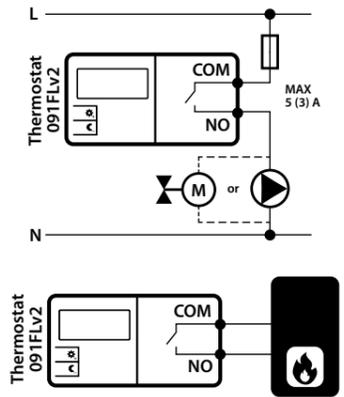 L
COM
Thermostat
091FLv2
NO
MAX
5 (3) A
M
or
N
COM
Thermostat
091FLv2
NO